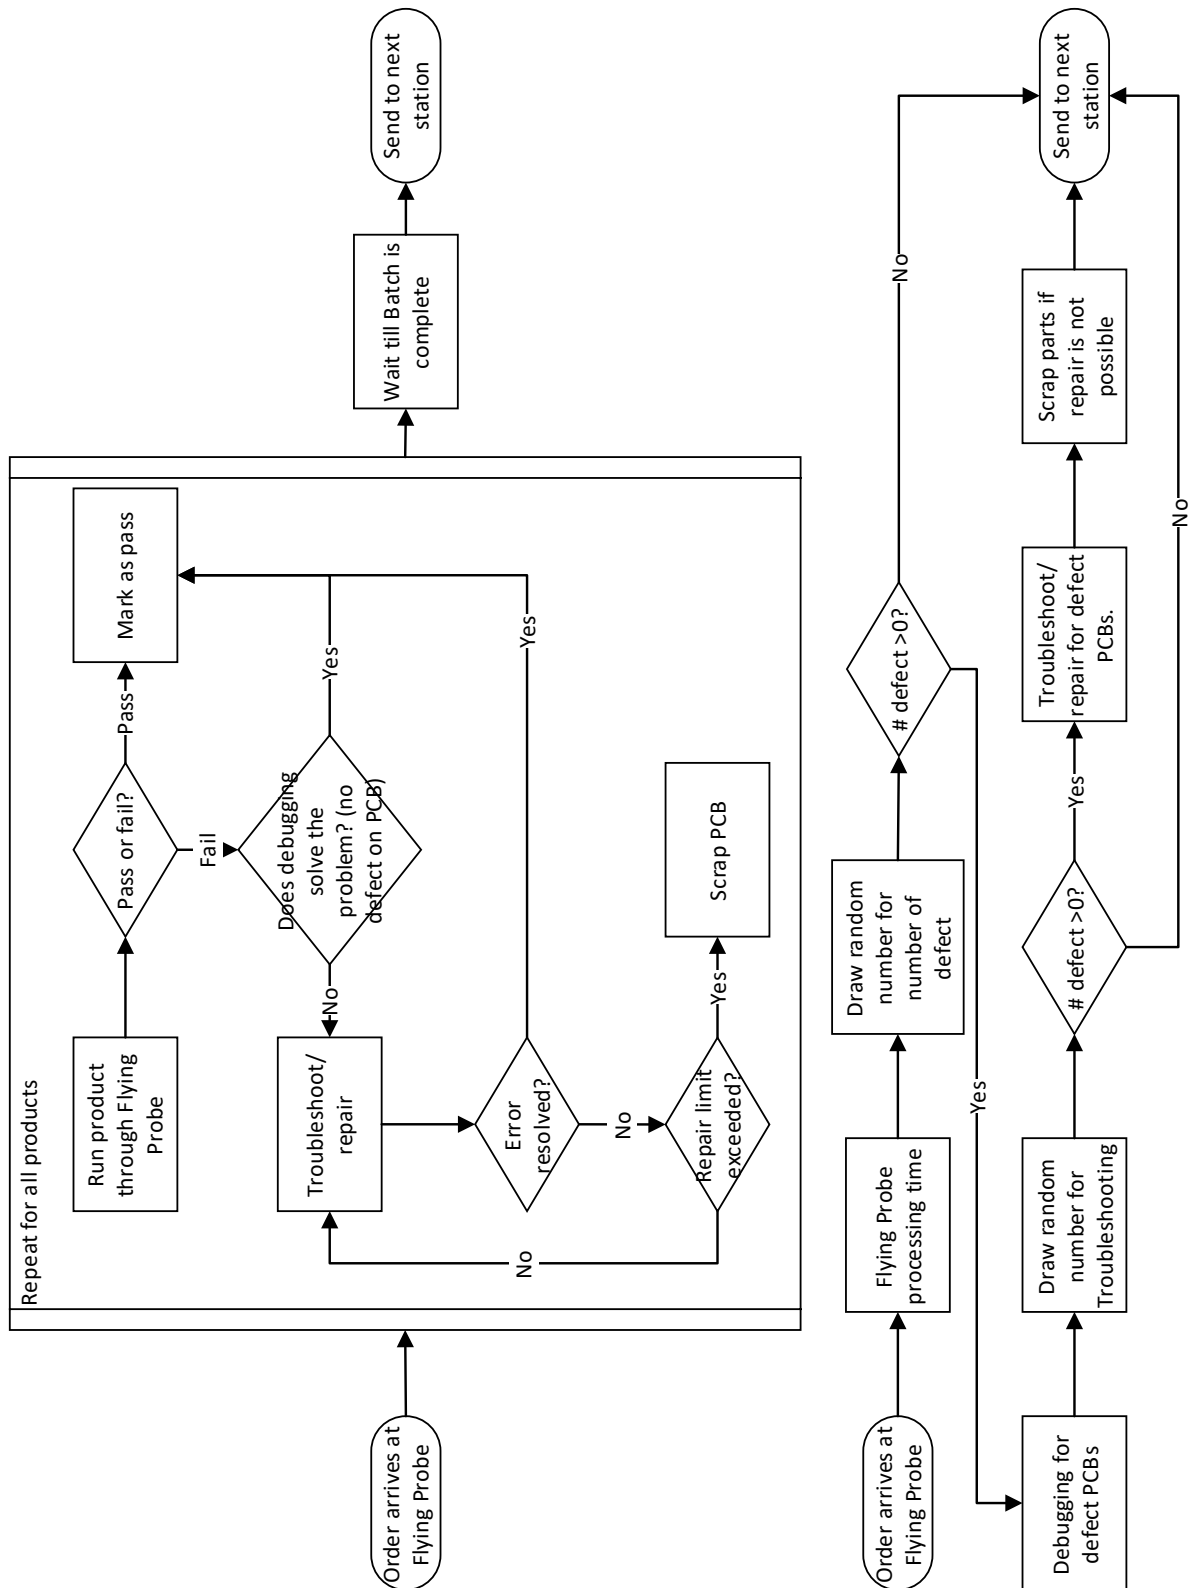 Repeat for all products
Order arrives at
Flying Probe
Run product
through Flying
Probe
Pass or fail?
Pass
Mark as pass
Fail
Does debugging
solve the
problem? (no
defect on PCB)
Yes
No
Troubleshoot/
repair
Error
resolved?
Yes
No
Repair limit
exceeded?
Yes
Scrap PCB
No
Wait till Batch is
complete
Send to next
station
Order arrives at
Flying Probe
Flying Probe
processing time
Draw random
number for
number of
defect
# defect >0?
No
Yes
Debugging for
defect PCBs
Draw random
number for
Troubleshooting
# defect >0?
Yes
No
Troubleshoot/
repair for defect
PCBs.
Scrap parts if
repair is not
possible
Send to next
station